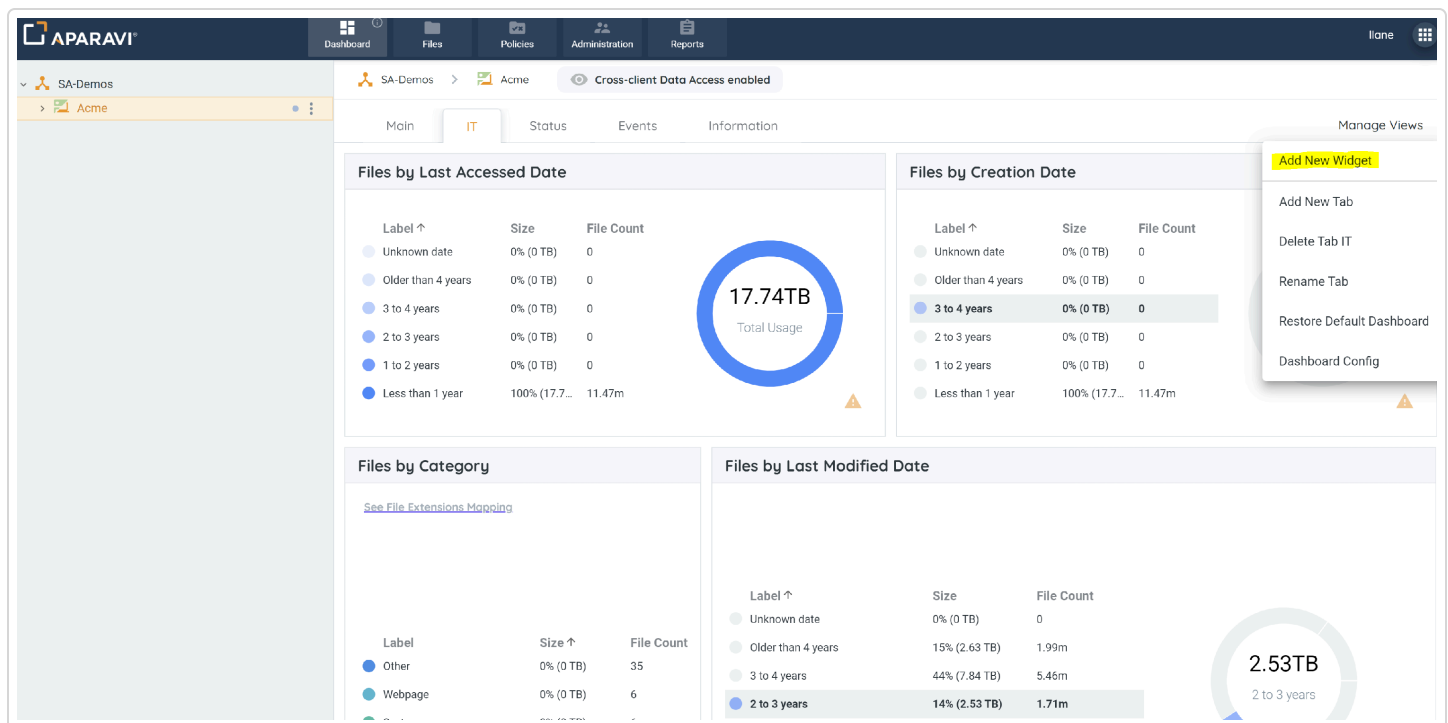 APARAVI®
Dashboard
Files
Policies
Administration
Reports
llane
SA-Demos
Acme
SA-Demos
Acme
Cross-client Data Access enabled
Main
IT
Status
Events
Information
Manage Views
Add New Widget
Add New Tab
Delete Tab IT
Rename Tab
Restore Default Dashboard
Dashboard Config
Files by Last Accessed Date
Label ↑ Size File Count
Unknown date 0% (0 TB) 0
Older than 4 years 0% (0 TB) 0
3 to 4 years 0% (0 TB) 0
2 to 3 years 0% (0 TB) 0
1 to 2 years 0% (0 TB) 0
Less than 1 year 100% (17.7... 11.47m
17.74TB
Total Usage
Files by Creation Date
Label ↑ Size File Count
Unknown date 0% (0 TB) 0
Older than 4 years 0% (0 TB) 0
3 to 4 years 0% (0 TB) 0
2 to 3 years 0% (0 TB) 0
1 to 2 years 0% (0 TB) 0
Less than 1 year 100% (17.7... 11.47m
Files by Category
See File Extensions Mapping
Label Size ↑ File Count
Other 0% (0 TB) 35
Webpage 0% (0 TB) 6
Files by Last Modified Date
Label ↑ Size File Count
Unknown date 0% (0 TB) 0
Older than 4 years 15% (2.63 TB) 1.99m
3 to 4 years 44% (7.84 TB) 5.46m
2 to 3 years 14% (2.53 TB) 1.71m
2.53TB
2 to 3 years